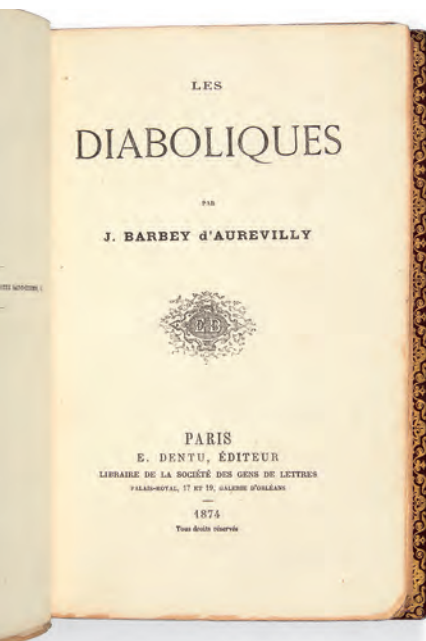 LES
DIABOLIQUES
PAR
J. BARBEY d'AUREVILLY
PARIS
E. DENTU, ÉDITEUR
LIBRAIRE DE LA SOCIÉTÉ DES GENS DE LETTRES
PALAIS-ROYAL, 17 ET 19, GALERIE D'ORLÉANS
1874
Tous droits réservés